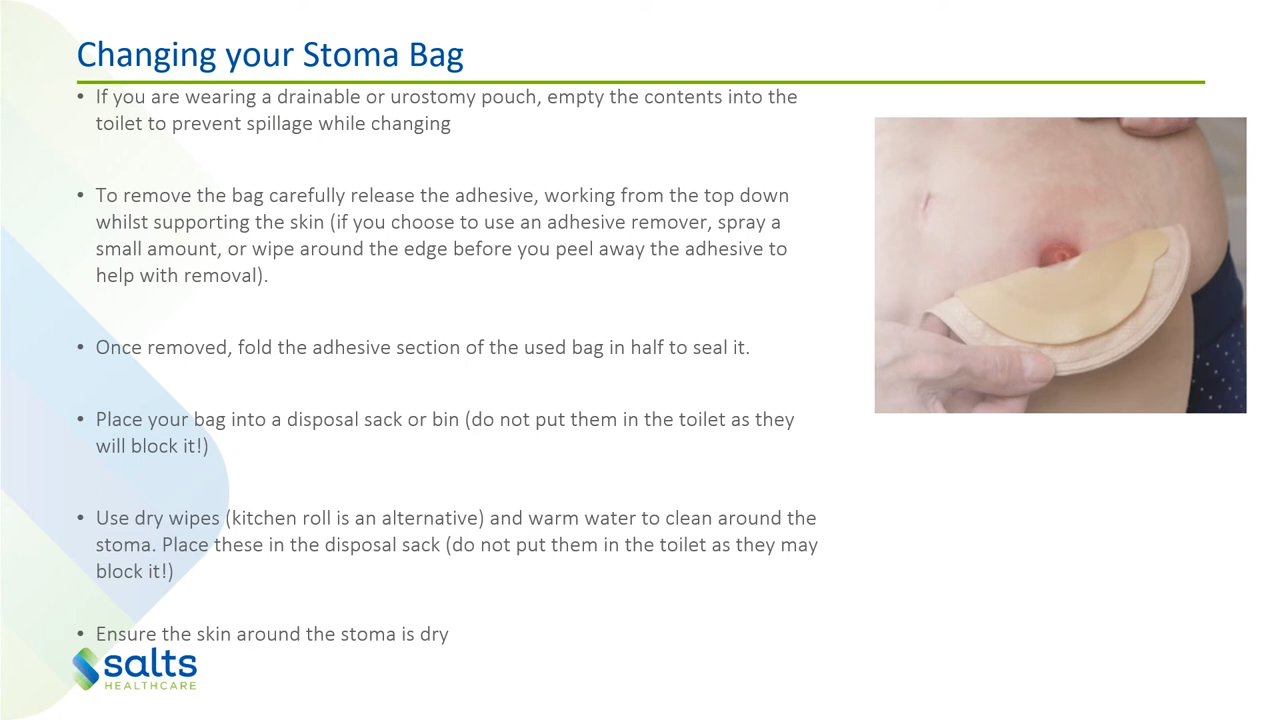 Changing your Stoma Bag
• If you are wearing a drainable or urostomy pouch, empty the contents into the
toilet to prevent spillage while changing
• To remove the bag carefully release the adhesive, working from the top down
whilst supporting the skin (if you choose to use an adhesive remover, spray a
small amount, or wipe around the edge before you peel away the adhesive to
help with removal).
• Once removed, fold the adhesive section of the used bag in half to seal it.
• Place your bag into a disposal sack or bin (do not put them in the toilet as they
will block it!)
• Use dry wipes (kitchen roll is an alternative) and warm water to clean around the
stoma. Place these in the disposal sack (do not put them in the toilet as they may
block it!)
• Ensure the skin around the stoma is dry
salts
HEALTHCARE